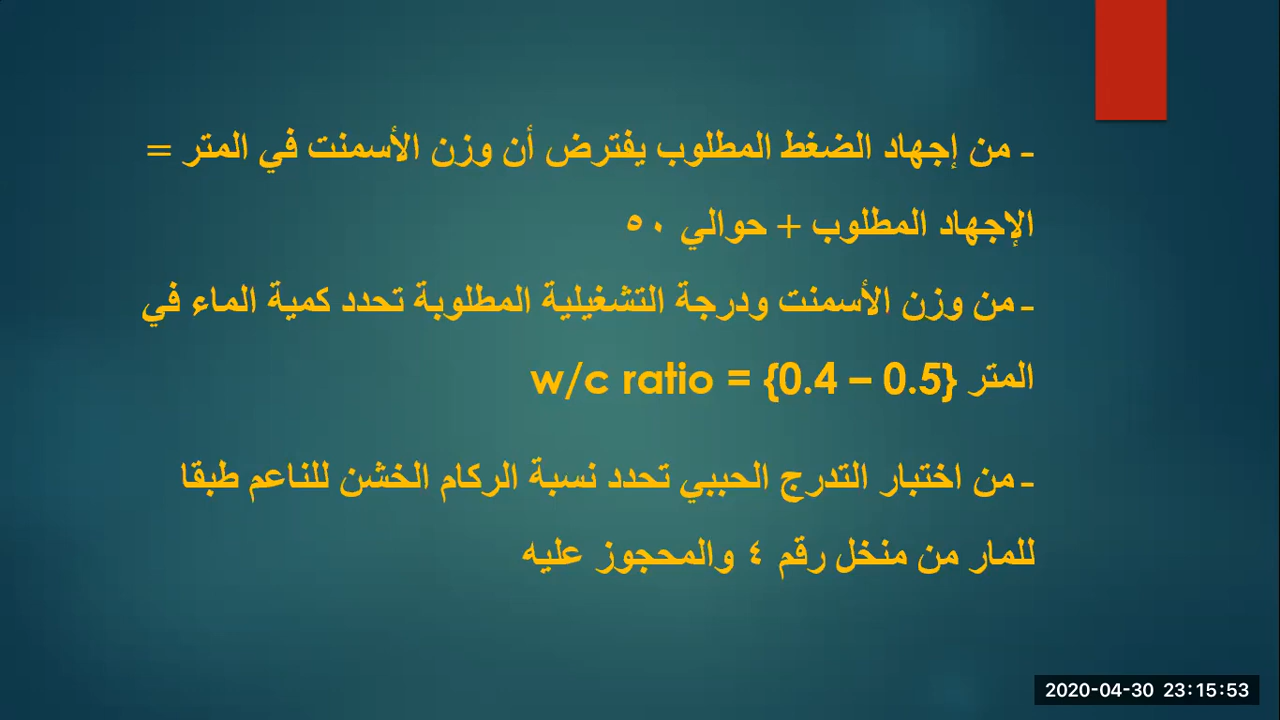 - من إجهاد الضغط المطلوب يفترض أن وزن الأسمنت في المتر =
الإجهاد المطلوب + حوالي ٥٠
- من وزن الأسمنت ودرجة التشغيلية المطلوبة تحدد كمية الماء في
المتر w/c ratio = {0.4 – 0.5}
- من اختبار التدرج الحببي تحدد نسبة الركام الخشن للناعم طبقا
للمار من منخل رقم ٤ والمحجوز عليه
2020-04-30 23:15:53